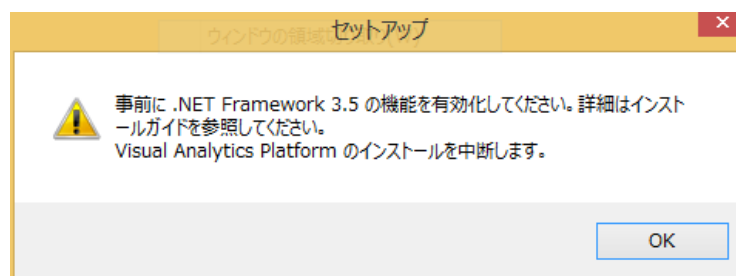 セットアップ
事前に .NET Framework 3.5 の機能を有効化してください。詳細はインスト
ールガイドを参照してください。
Visual Analytics Platform のインストールを中断します。
OK